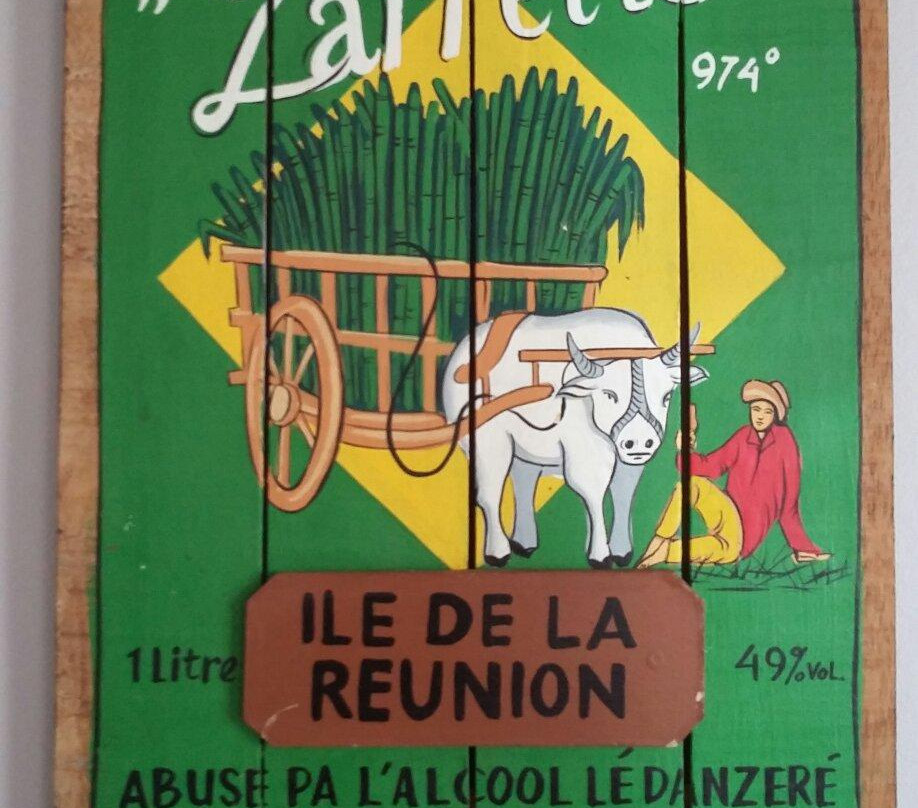 974°
ILE DE LA
REUNION
1 Litre
49% VOL.
ABUSE PA L'ALCOOL LÉ DANZERÉ